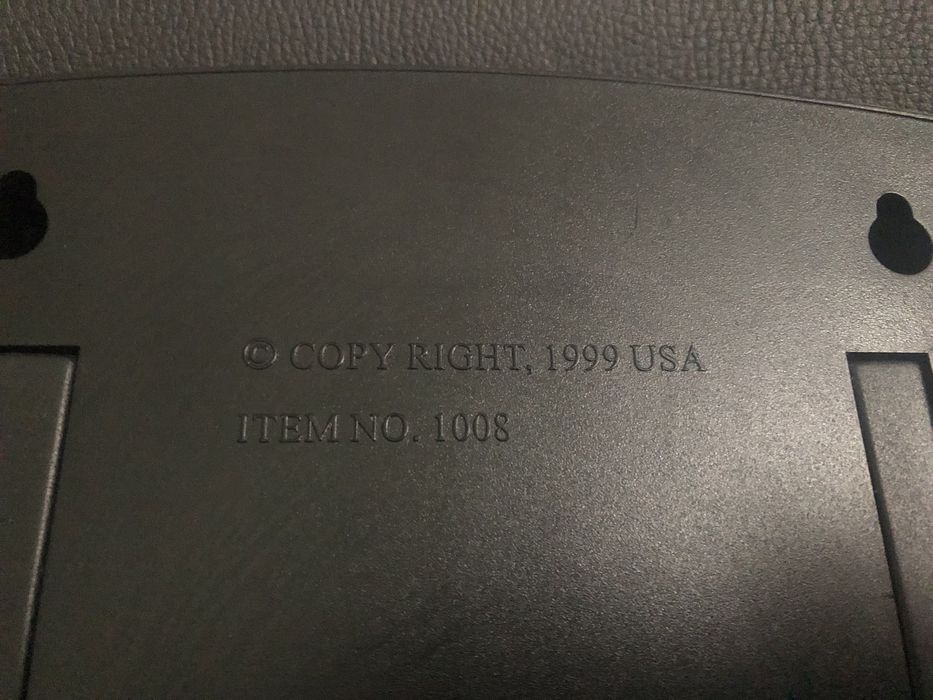 © COPY RIGHT, 1999 USA
ITEM NO. 1008